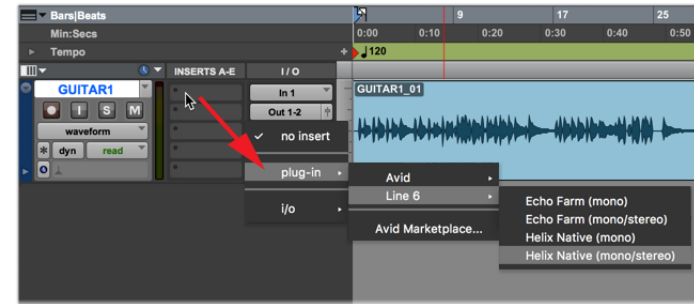 Bars|Beats
9
17
25
Min:Secs
0:00
0:10
0:20
0:30
0:40
0:50
Tempo
+
120
INSERTS A-E
I / O
GUITAR1
In 1
GUITAR1_01
I
S
M
Out 1-2
waveform
✓ no insert
* dyn
read
plug-in
Avid
Line 6
i/o
Avid Marketplace...
Echo Farm (mono)
Echo Farm (mono/stereo)
Helix Native (mono)
Helix Native (mono/stereo)